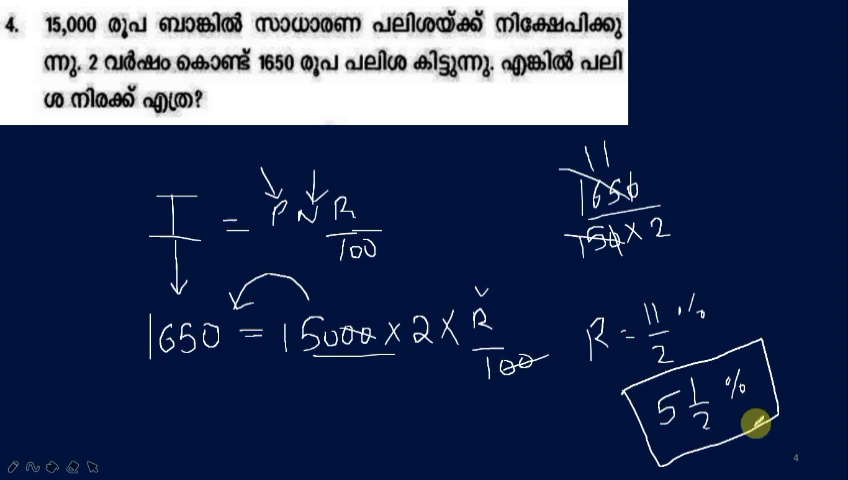 4. 15,000 രൂപ ബാങ്കിൽ സാധാരണ പലിശയ്ക്ക് നിക്ഷേപിക്കു
ന്നു. 2 വർഷം കൊണ്ട് 1650 രൂപ പലിശ കിട്ടുന്നു. എങ്കിൽ പലി
ശ നിരക്ക് എത്ര?
I = P N R/100
11
1650/150 × 2
1650 = 15000 × 2 × R/100
R = 11/2 %
5 1/2 %
4